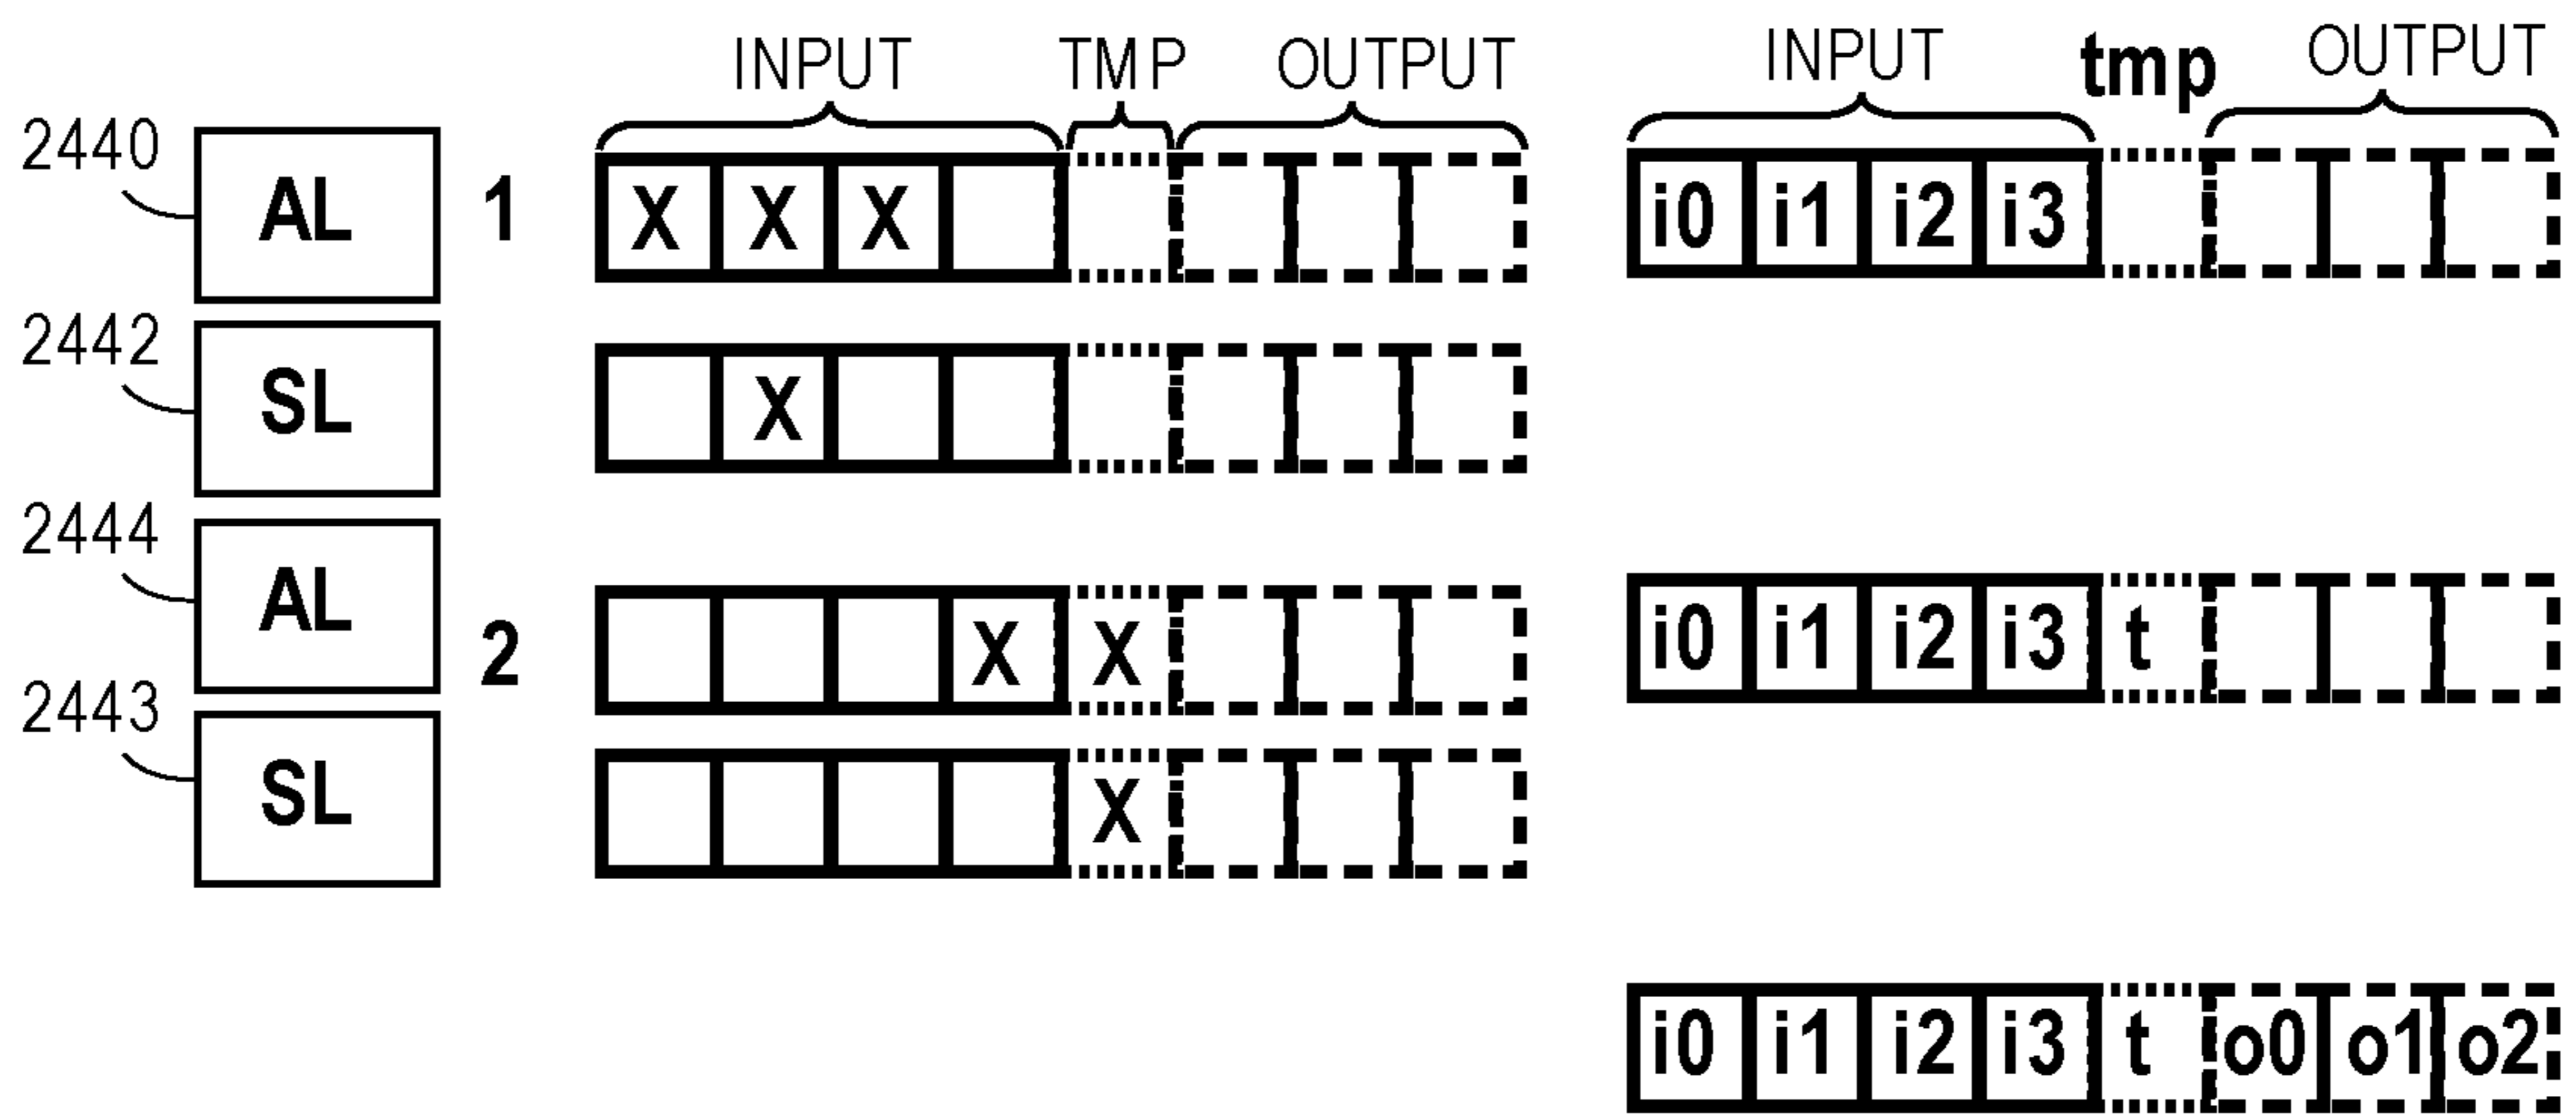 INPUT TMP OUTPUT INPUT tmp OUTPUT
2440 AL 1 X X X i0 i1 i2 i3
2442 SL X
2444 AL 2 X X i0 i1 i2 i3 t
2443 SL X
i0 i1 i2 i3 t o0 o1 o2